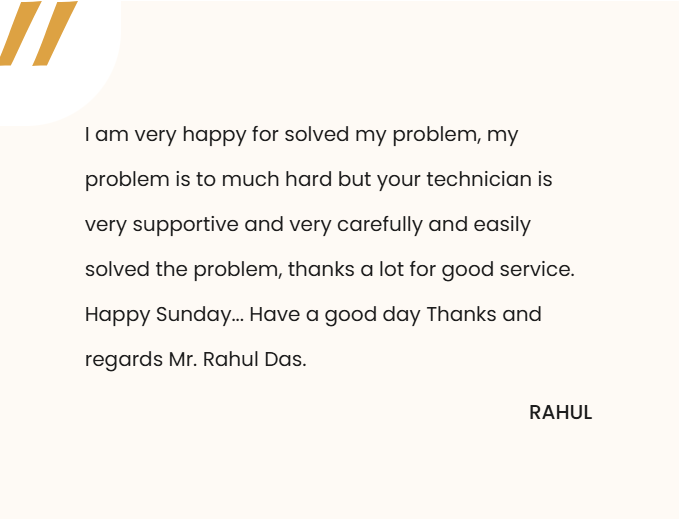 I am very happy for solved my problem, my
problem is to much hard but your technician is
very supportive and very carefully and easily
solved the problem, thanks a lot for good service.
Happy Sunday... Have a good day Thanks and
regards Mr. Rahul Das.
RAHUL